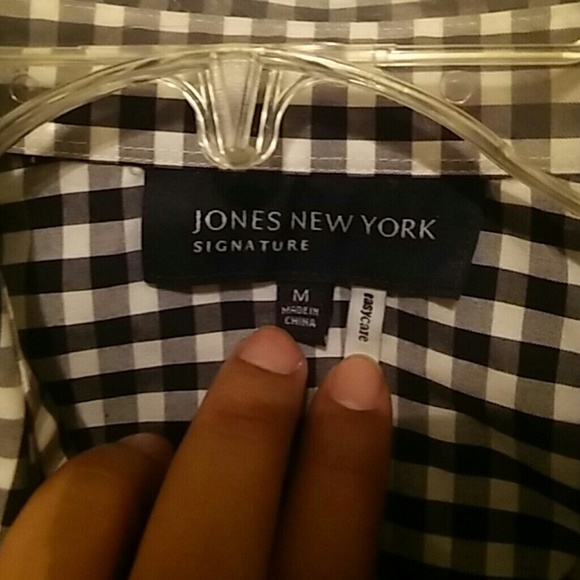 JONES NEW YORK
SIGNATURE
M
MADE IN
CHINA
easycare